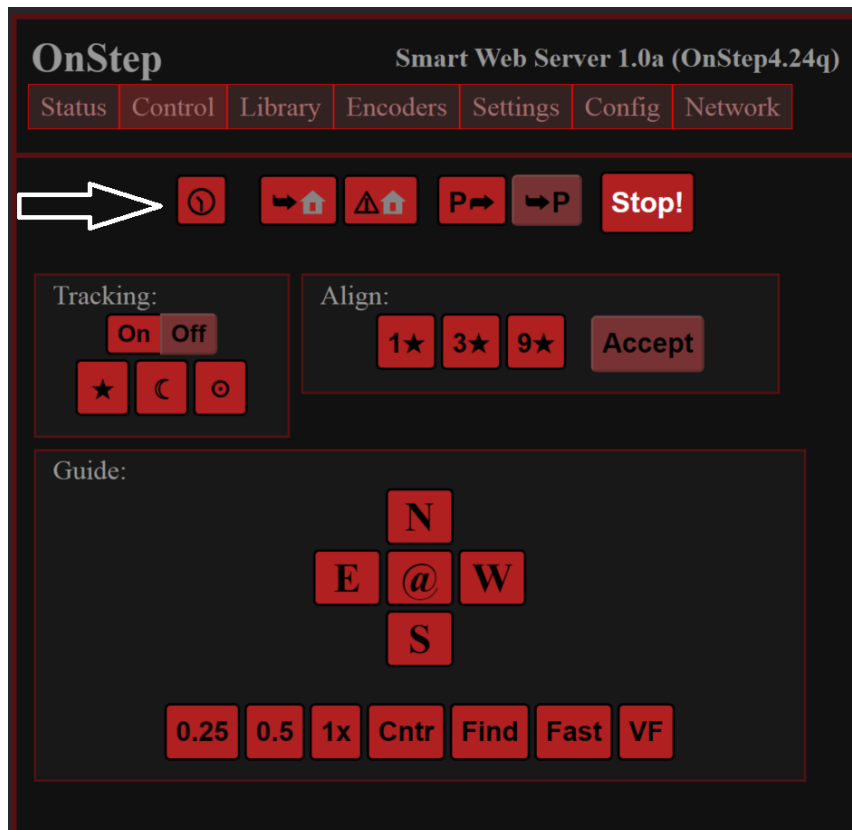 OnStep
Smart Web Server 1.0a (OnStep4.24q)
Status Control Library Encoders Settings Config Network
P P Stop!
Tracking:
On Off
Align:
1★ 3★ 9★ Accept
Guide:
N
E @ W
S
0.25 0.5 1x Cntr Find Fast VF